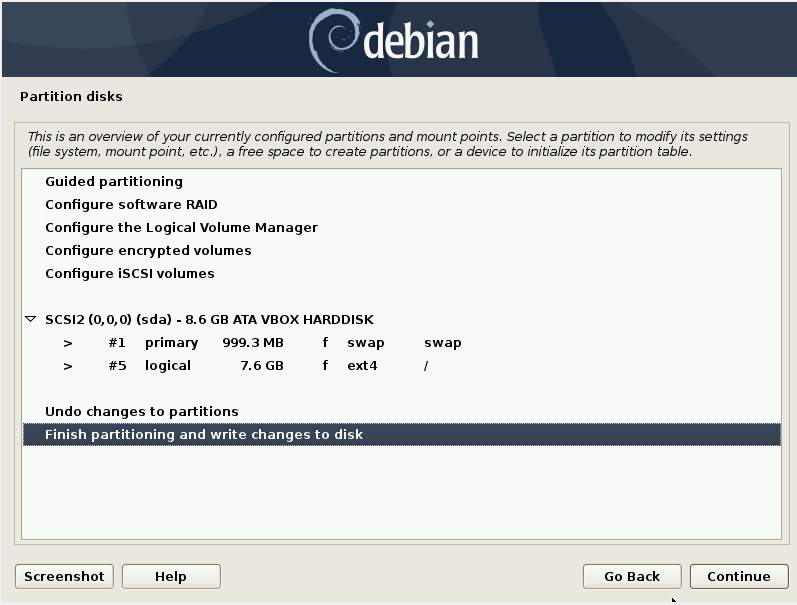 debian
Partition disks
This is an overview of your currently configured partitions and mount points. Select a partition to modify its settings
(file system, mount point, etc.), a free space to create partitions, or a device to initialize its partition table.
Guided partitioning
Configure software RAID
Configure the Logical Volume Manager
Configure encrypted volumes
Configure iSCSI volumes
SCSI2 (0,0,0) (sda) - 8.6 GB ATA VBOX HARDDISK
> #1 primary 999.3 MB f swap swap
> #5 logical 7.6 GB f ext4 /
Undo changes to partitions
Finish partitioning and write changes to disk
Screenshot Help Go Back Continue